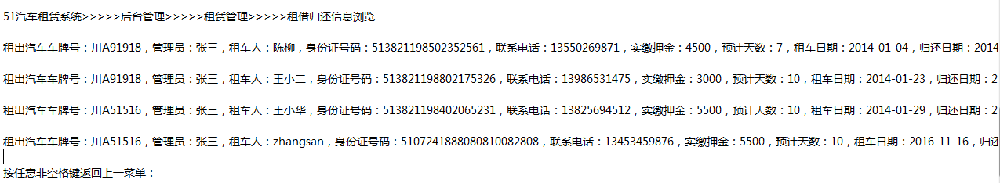 51汽车租赁系统>>>>>后台管理>>>>>租赁管理>>>>>租借归还信息浏览
租出汽车车牌号：川A91918，管理员：张三，租车人：陈柳，身份证号码：513821198502352561，联系电话：13550269871，实缴押金：4500，预计天数：7，租车日期：2014-01-04，归还日期：2014
租出汽车车牌号：川A91918，管理员：张三，租车人：王小二，身份证号码：513821198802175326，联系电话：13986531475，实缴押金：3000，预计天数：10，租车日期：2014-01-23，归还日期：2
租出汽车车牌号：川A51516，管理员：张三，租车人：王小华，身份证号码：513821198402065231，联系电话：13825694512，实缴押金：5500，预计天数：10，租车日期：2014-01-29，归还日期：2
租出汽车车牌号：川A51516，管理员：张三，租车人：zhangsan，身份证号码：5107241888080810082808，联系电话：13453459876，实缴押金：5500，预计天数：10，租车日期：2016-11-16，归还
按任意非空格键返回上一菜单：